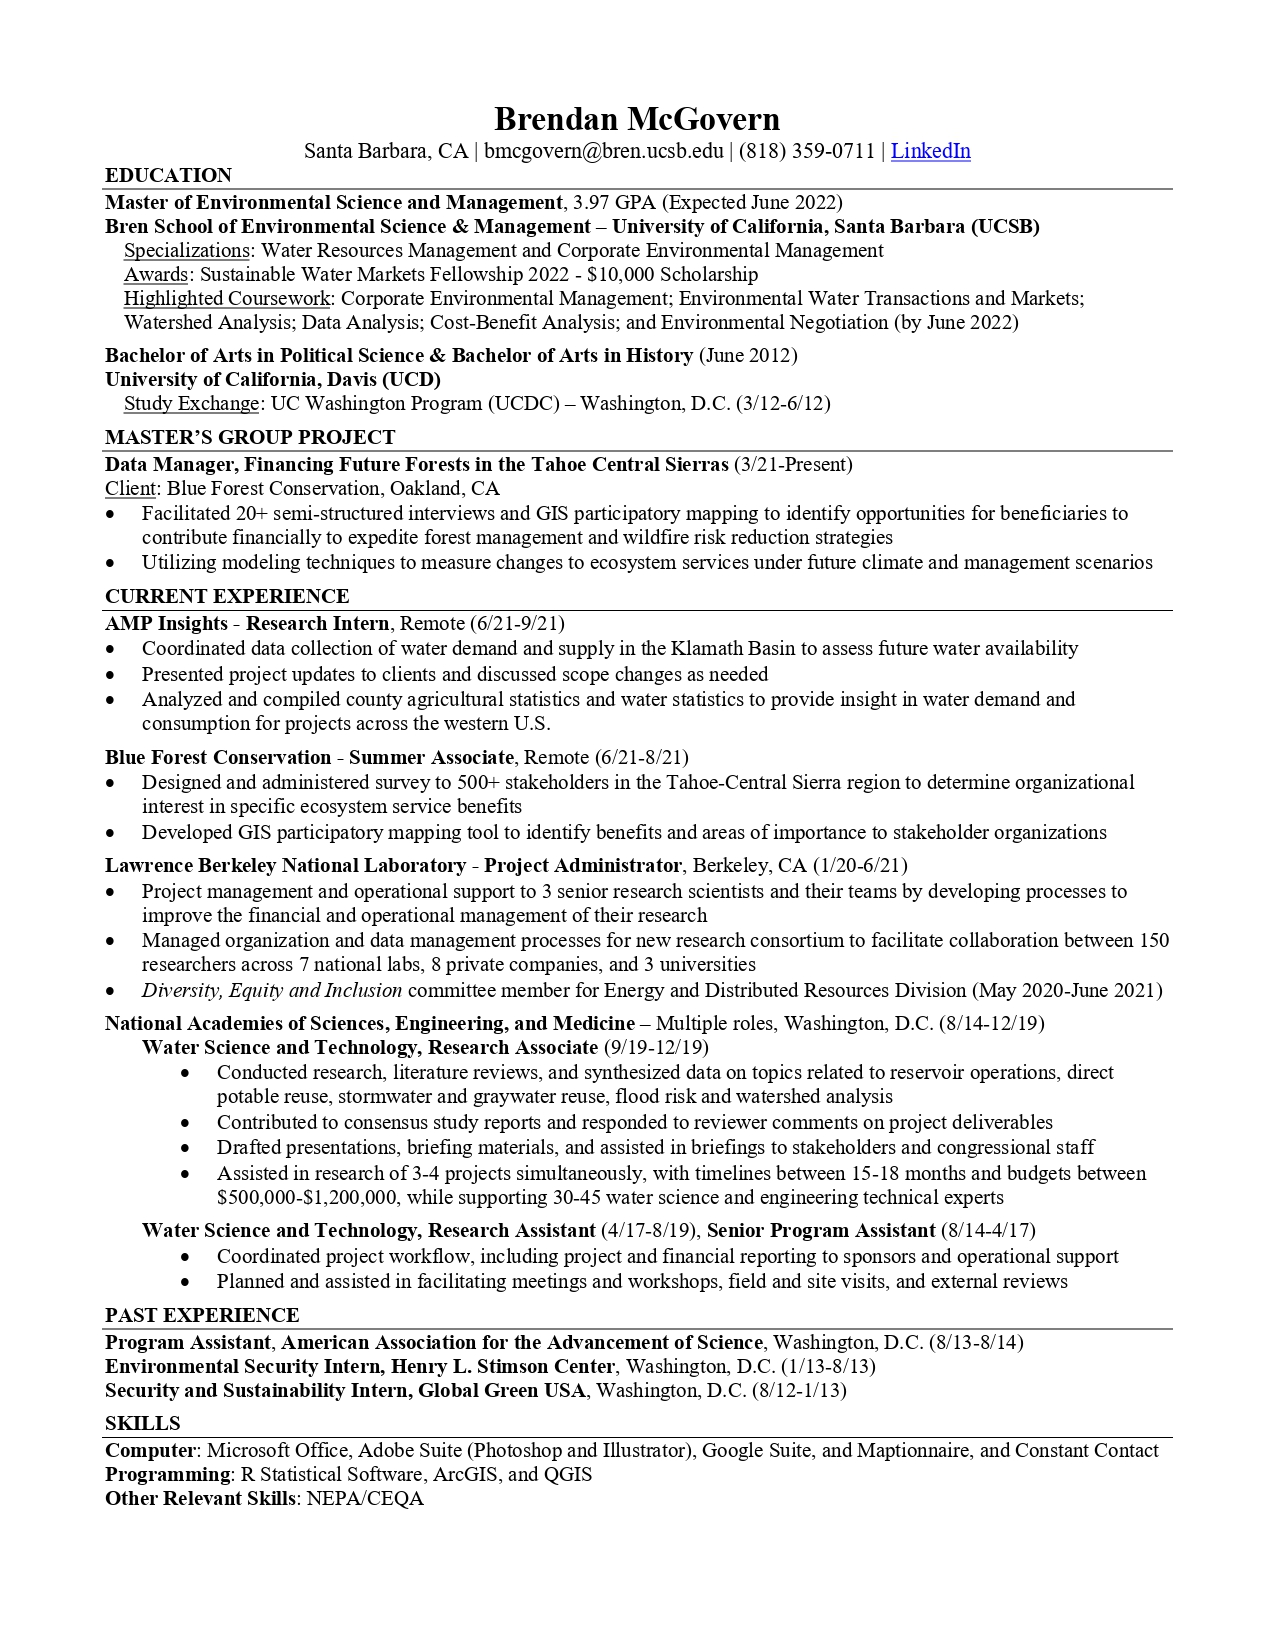 Brendan McGovern
Santa Barbara, CA | bmcgovern@bren.ucsb.edu | (818) 359-0711 | LinkedIn
EDUCATION
Master of Environmental Science and Management, 3.97 GPA (Expected June 2022)
Bren School of Environmental Science & Management – University of California, Santa Barbara (UCSB)
Specializations: Water Resources Management and Corporate Environmental Management
Awards: Sustainable Water Markets Fellowship 2022 - $10,000 Scholarship
Highlighted Coursework: Corporate Environmental Management; Environmental Water Transactions and Markets;
Watershed Analysis; Data Analysis; Cost-Benefit Analysis; and Environmental Negotiation (by June 2022)
Bachelor of Arts in Political Science & Bachelor of Arts in History (June 2012)
University of California, Davis (UCD)
Study Exchange: UC Washington Program (UCDC) – Washington, D.C. (3/12-6/12)
MASTER’S GROUP PROJECT
Data Manager, Financing Future Forests in the Tahoe Central Sierras (3/21-Present)
Client: Blue Forest Conservation, Oakland, CA
• Facilitated 20+ semi-structured interviews and GIS participatory mapping to identify opportunities for beneficiaries to
contribute financially to expedite forest management and wildfire risk reduction strategies
• Utilizing modeling techniques to measure changes to ecosystem services under future climate and management scenarios
CURRENT EXPERIENCE
AMP Insights - Research Intern, Remote (6/21-9/21)
• Coordinated data collection of water demand and supply in the Klamath Basin to assess future water availability
• Presented project updates to clients and discussed scope changes as needed
• Analyzed and compiled county agricultural statistics and water statistics to provide insight in water demand and
consumption for projects across the western U.S.
Blue Forest Conservation - Summer Associate, Remote (6/21-8/21)
• Designed and administered survey to 500+ stakeholders in the Tahoe-Central Sierra region to determine organizational
interest in specific ecosystem service benefits
• Developed GIS participatory mapping tool to identify benefits and areas of importance to stakeholder organizations
Lawrence Berkeley National Laboratory - Project Administrator, Berkeley, CA (1/20-6/21)
• Project management and operational support to 3 senior research scientists and their teams by developing processes to
improve the financial and operational management of their research
• Managed organization and data management processes for new research consortium to facilitate collaboration between 150
researchers across 7 national labs, 8 private companies, and 3 universities
• Diversity, Equity and Inclusion committee member for Energy and Distributed Resources Division (May 2020-June 2021)
National Academies of Sciences, Engineering, and Medicine – Multiple roles, Washington, D.C. (8/14-12/19)
Water Science and Technology, Research Associate (9/19-12/19)
• Conducted research, literature reviews, and synthesized data on topics related to reservoir operations, direct
potable reuse, stormwater and graywater reuse, flood risk and watershed analysis
• Contributed to consensus study reports and responded to reviewer comments on project deliverables
• Drafted presentations, briefing materials, and assisted in briefings to stakeholders and congressional staff
• Assisted in research of 3-4 projects simultaneously, with timelines between 15-18 months and budgets between
$500,000-$1,200,000, while supporting 30-45 water science and engineering technical experts
Water Science and Technology, Research Assistant (4/17-8/19), Senior Program Assistant (8/14-4/17)
• Coordinated project workflow, including project and financial reporting to sponsors and operational support
• Planned and assisted in facilitating meetings and workshops, field and site visits, and external reviews
PAST EXPERIENCE
Program Assistant, American Association for the Advancement of Science, Washington, D.C. (8/13-8/14)
Environmental Security Intern, Henry L. Stimson Center, Washington, D.C. (1/13-8/13)
Security and Sustainability Intern, Global Green USA, Washington, D.C. (8/12-1/13)
SKILLS
Computer: Microsoft Office, Adobe Suite (Photoshop and Illustrator), Google Suite, and Maptionnaire, and Constant Contact
Programming: R Statistical Software, ArcGIS, and QGIS
Other Relevant Skills: NEPA/CEQA